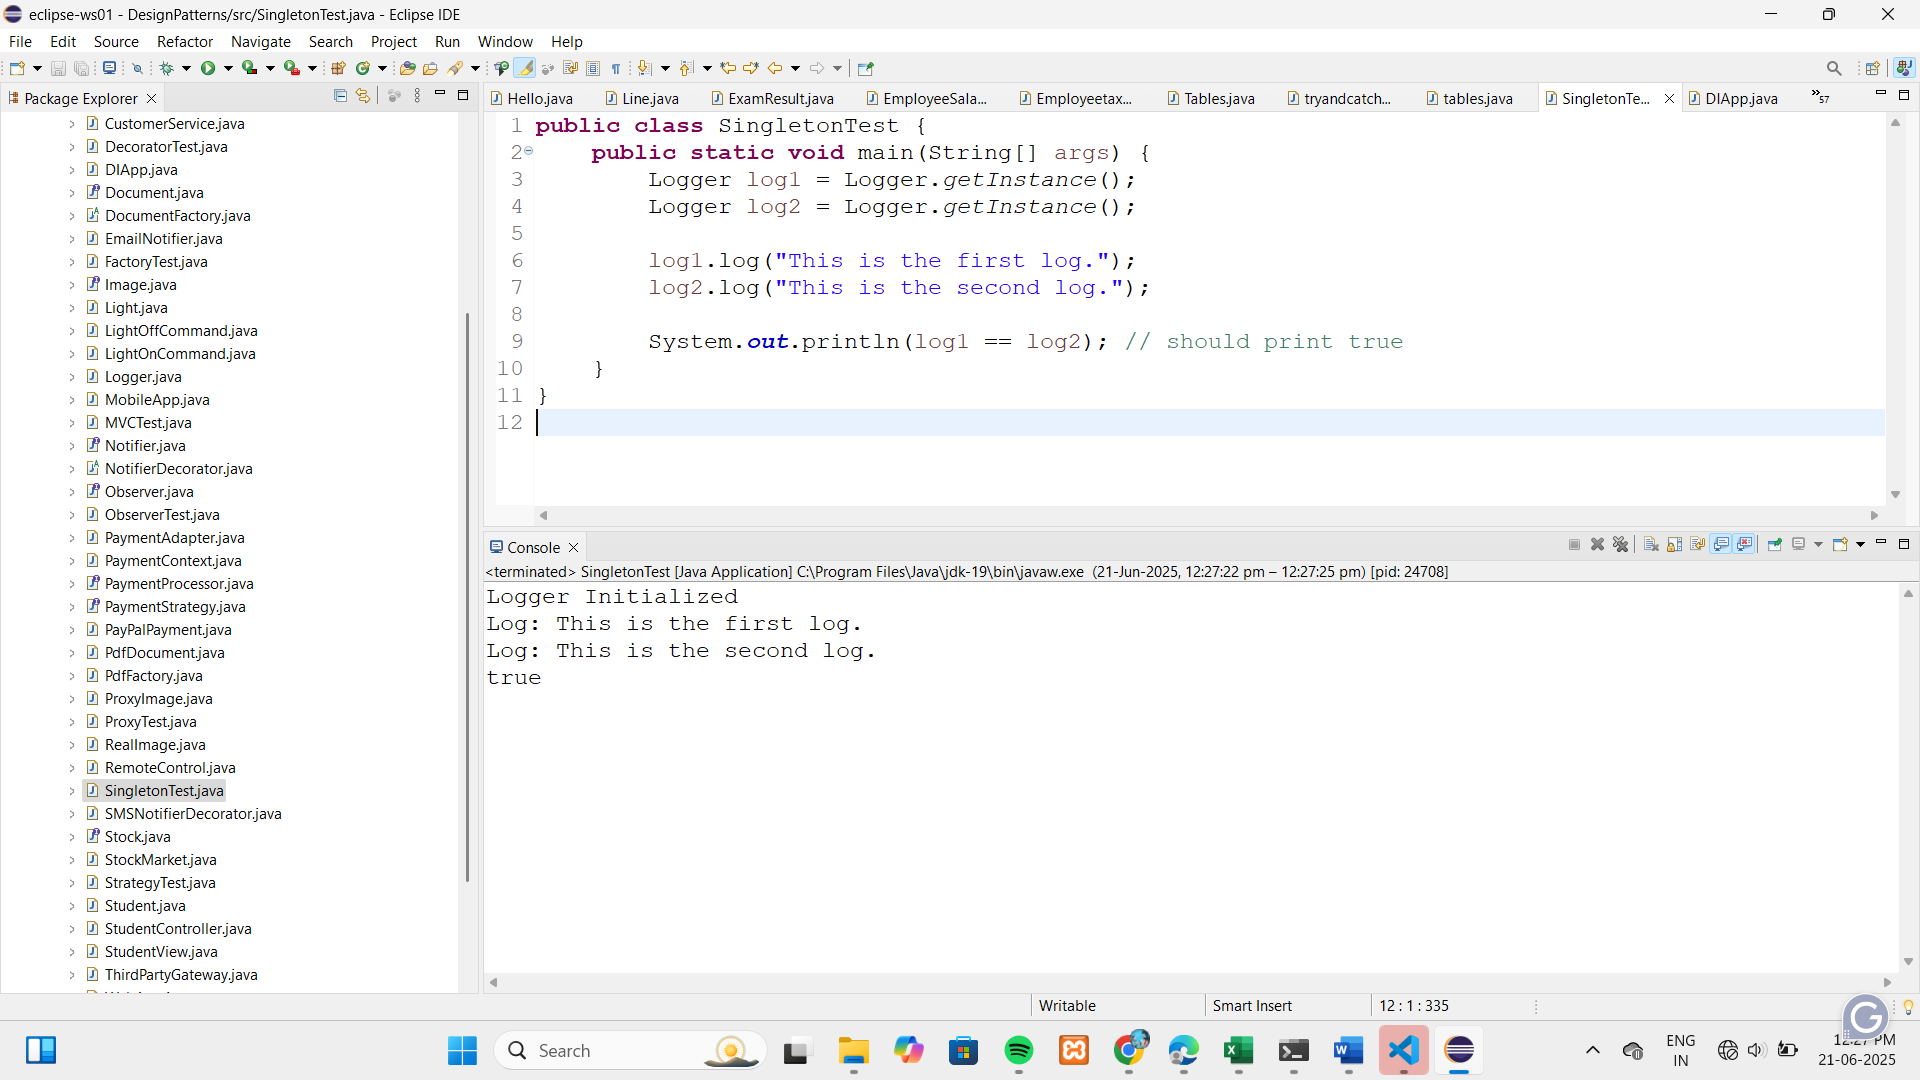 eclipse-ws01 - DesignPatterns/src/SingletonTest.java - Eclipse IDE
File Edit Source Refactor Navigate Search Project Run Window Help
Package Explorer
CustomerService.java
DecoratorTest.java
DIApp.java
Document.java
DocumentFactory.java
EmailNotifier.java
FactoryTest.java
Image.java
Light.java
LightOffCommand.java
LightOnCommand.java
Logger.java
MobileApp.java
MVCTest.java
Notifier.java
NotifierDecorator.java
Observer.java
ObserverTest.java
PaymentAdapter.java
PaymentContext.java
PaymentProcessor.java
PaymentStrategy.java
PayPalPayment.java
PdfDocument.java
PdfFactory.java
ProxyImage.java
ProxyTest.java
RealImage.java
RemoteControl.java
SingletonTest.java
SMSNotifierDecorator.java
Stock.java
StockMarket.java
StrategyTest.java
Student.java
StudentController.java
StudentView.java
ThirdPartyGateway.java
Hello.java Line.java ExamResult.java EmployeeSala... Employeetax... Tables.java tryandcatch... tables.java SingletonTe... DIApp.java 57
1 public class SingletonTest {
2 public static void main(String[] args) {
3 Logger log1 = Logger.getInstance();
4 Logger log2 = Logger.getInstance();
5
6 log1.log("This is the first log.");
7 log2.log("This is the second log.");
8
9 System.out.println(log1 == log2); // should print true
10 }
11 }
12
Console
<terminated> SingletonTest [Java Application] C:\Program Files\Java\jdk-19\bin\javaw.exe (21-Jun-2025, 12:27:22 pm – 12:27:25 pm) [pid: 24708]
Logger Initialized
Log: This is the first log.
Log: This is the second log.
true
Writable Smart Insert 12 : 1 : 335
Search
ENG
IN
12:27 PM
21-06-2025